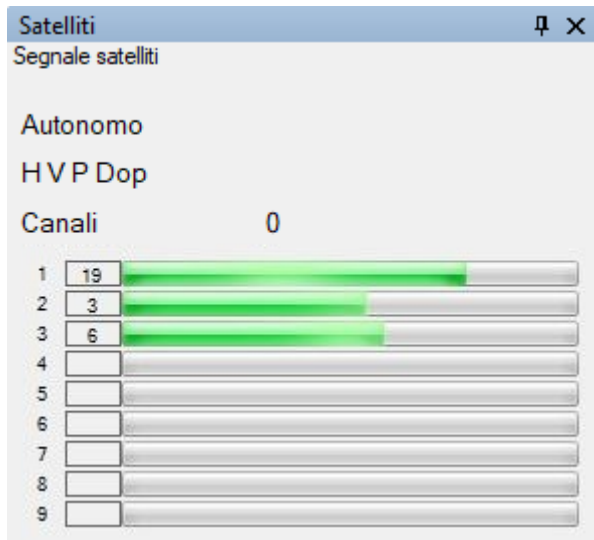 Satelliti
Segnale satelliti
Autonomo
H V P Dop
Canali 0
1 19
2 3
3 6
4
5
6
7
8
9